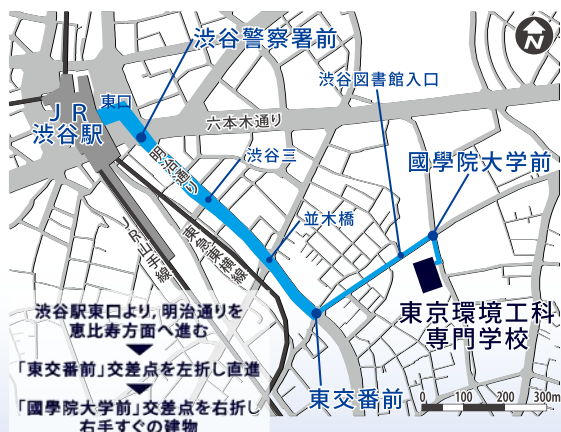 渋谷警察署前
N
JR
渋谷駅
東口
渋谷図書館入口
六本木通り
明治通り
渋谷三
國學院大学前
並木橋
JR山手線
東急東横線
東京環境工科
専門学校
東交番前
0 100 200 300m
渋谷駅東口より,明治通りを
恵比寿方面へ進む
「東交番前」交差点を左折し直進
「國學院大学前」交差点を右折し
右手すぐの建物